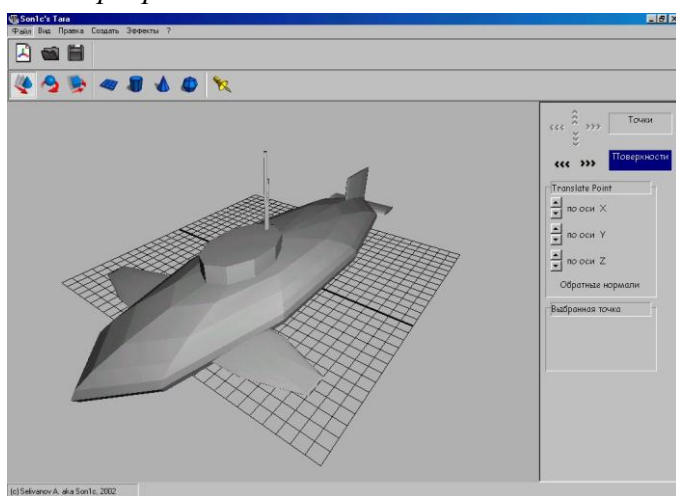 Son1c's Tara
Файл Вид Правка Создать Эффекты ?
Точки
<<< >>>
<<< >>>
Поверхности
Translate Point
по оси X
по оси Y
по оси Z
Обратные нормали
Выбранная точка
(c) Selivanov A. aka Son1c, 2002